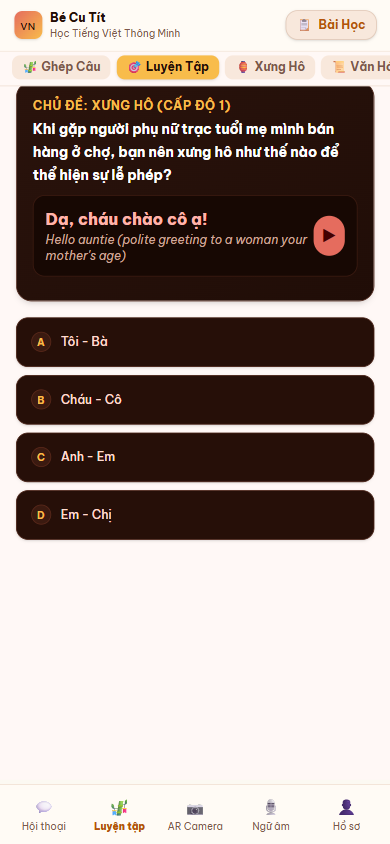 VN
Bé Cu Tít
Học Tiếng Việt Thông Minh
Bài Học
Ghép Câu
Luyện Tập
Xưng Hô
Văn Hó
CHỦ ĐỀ: XƯNG HÔ (CẤP ĐỘ 1)
Khi gặp người phụ nữ trạc tuổi mẹ mình bán
hàng ở chợ, bạn nên xưng hô như thế nào để
thể hiện sự lễ phép?
Dạ, cháu chào cô ạ!
Hello auntie (polite greeting to a woman your
mother's age)
A Tôi - Bà
B Cháu - Cô
C Anh - Em
D Em - Chị
Hội thoại
Luyện tập
AR Camera
Ngữ âm
Hồ sơ